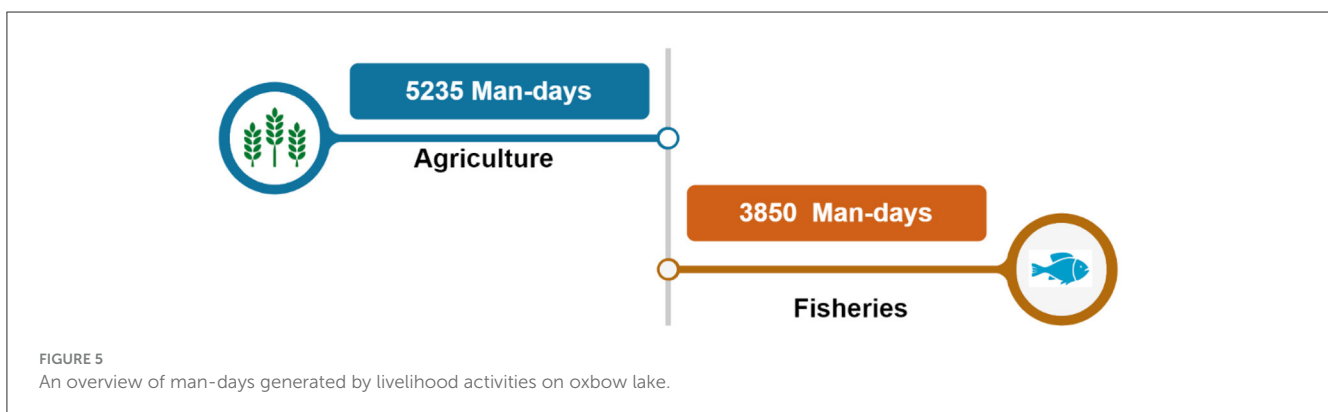 5235 Man-days
Agriculture
3850 Man-days
Fisheries
FIGURE 5
An overview of man-days generated by livelihood activities on oxbow lake.